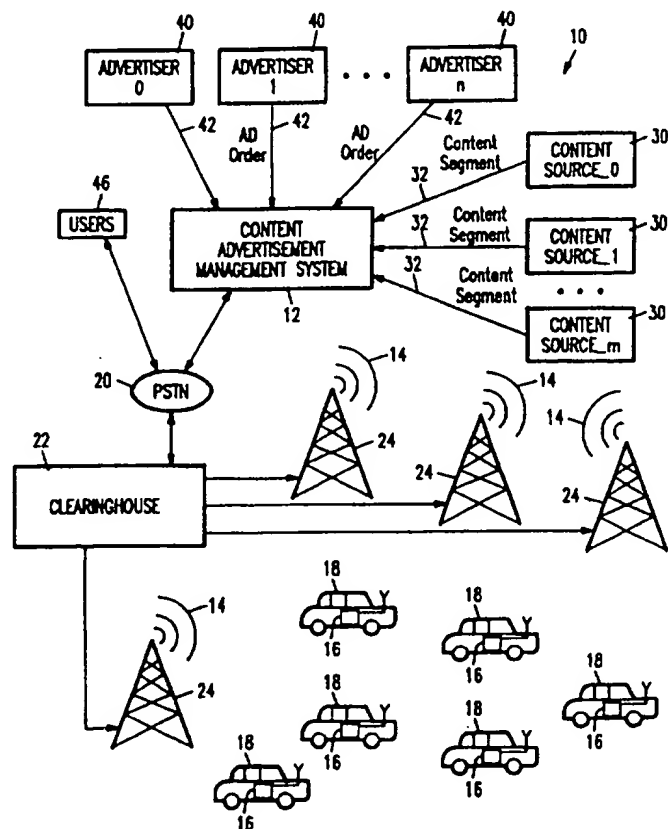 40
40
40
10
ADVERTISER
0
ADVERTISER
1
• • •
ADVERTISER
n
42
42
42
AD
Order
AD
Order
Content
Segment
32
30
CONTENT
SOURCE_0
46
USERS
CONTENT
ADVERTISEMENT
MANAGEMENT SYSTEM
12
Content
Segment
32
30
CONTENT
SOURCE_1
• • •
Content
Segment
32
30
CONTENT
SOURCE_m
20
PSTN
14
14
14
22
CLEARINGHOUSE
24
24
24
14
24
18
16
18
16
18
16
18
16
18
16
18
16